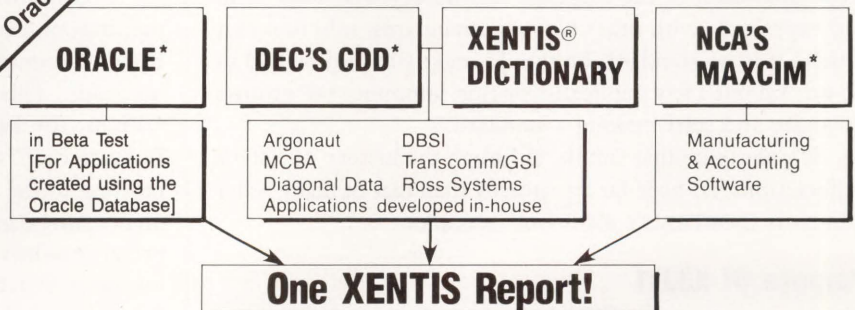 Orac
ORACLE*
DEC'S CDD*
XENTIS®
DICTIONARY
NCA'S
MAXCIM*
in Beta Test
[For Applications
created using the
Oracle Database]
Argonaut DBSI
MCBA Transcomm/GSI
Diagonal Data Ross Systems
Applications developed in-house
Manufacturing
& Accounting
Software
One XENTIS Report!